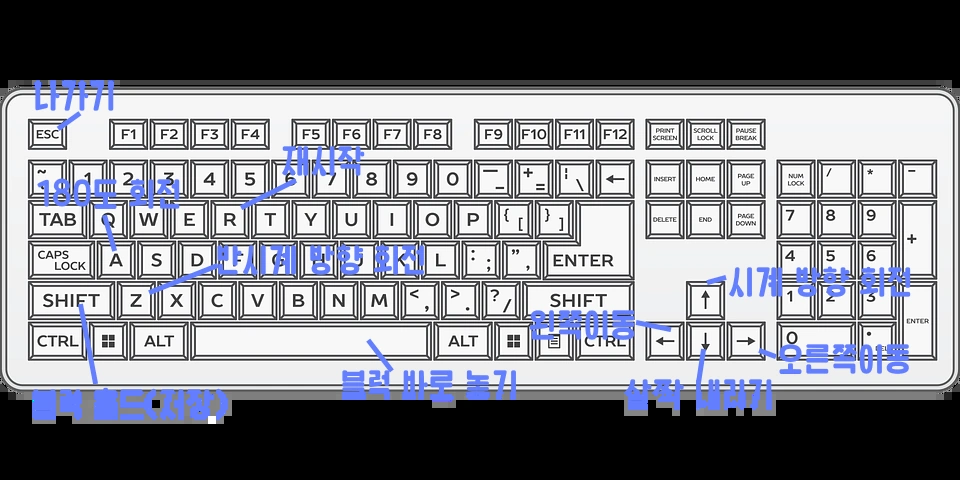 나가기
ESC F1 F2 F3 F4 F5 F6 F7 F8 F9 F10 F11 F12 PRINT SCREEN SCROLL LOCK PAUSE BREAK
재시작
~ 1 2 3 4 5 6 7 8 9 0 — _ + = ¦ \ ← INSERT HOME PAGE UP NUM LOCK / * -
180도 회전
TAB Q W E R T Y U I O P { [ } ] DELETE END PAGE DOWN 7 8 9 +
반시계 방향 회전
CAPS LOCK A S D L : ; " , ENTER 4 5 6
시계 방향 회전
SHIFT Z X C V B N M < , > . ? / SHIFT ↑ 1 2 3 ENTER
왼쪽이동
CTRL ALT ALT CTRL ← ↓ → 0 .
오른쪽이동
블럭 홀드(저장)
블럭 바로 놓기
살짝 내리기